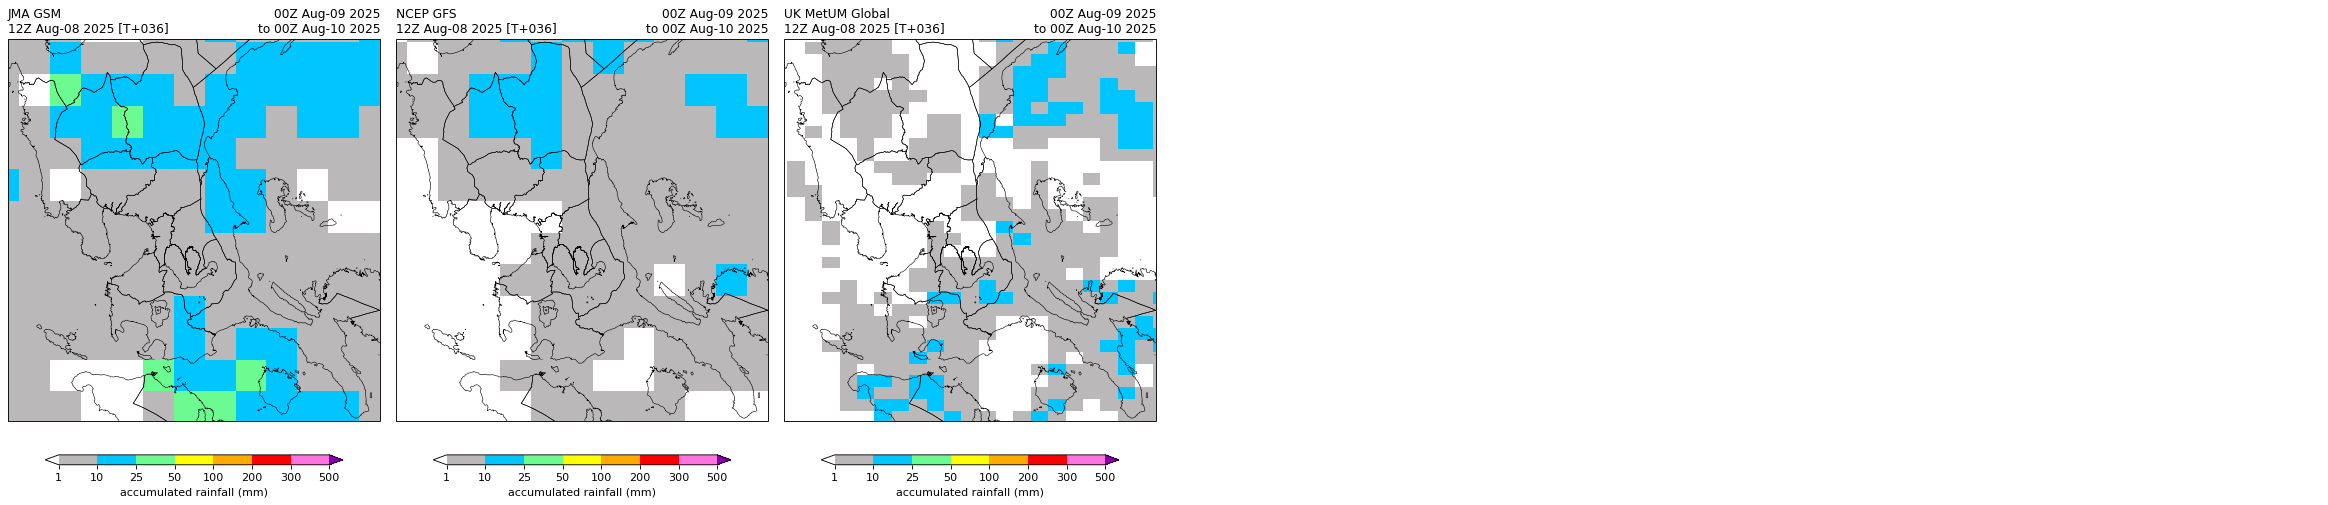 JMA GSM 00Z Aug-09 2025
12Z Aug-08 2025 [T+036] to 00Z Aug-10 2025
1 10 25 50 100 200 300 500
accumulated rainfall (mm)
NCEP GFS 00Z Aug-09 2025
12Z Aug-08 2025 [T+036] to 00Z Aug-10 2025
1 10 25 50 100 200 300 500
accumulated rainfall (mm)
UK MetUM Global 00Z Aug-09 2025
12Z Aug-08 2025 [T+036] to 00Z Aug-10 2025
1 10 25 50 100 200 300 500
accumulated rainfall (mm)